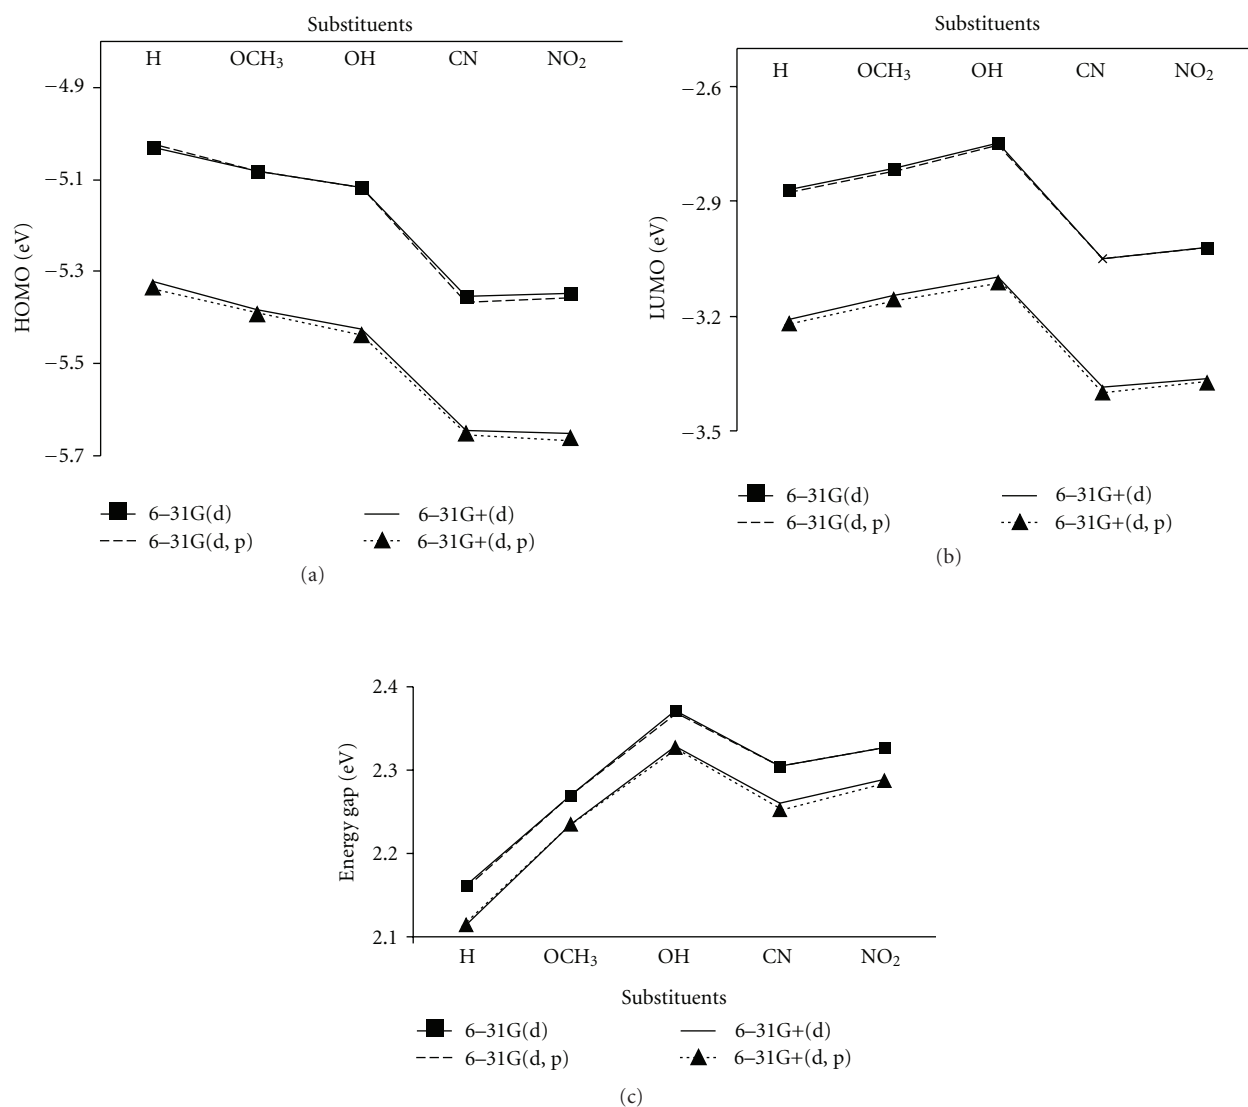 Substituents
H OCH₃ OH CN NO₂
−4.9
−5.1
−5.3
−5.5
−5.7
HOMO (eV)
6–31G(d) 6–31G+(d)
6–31G(d, p) 6–31G+(d, p)
(a)
Substituents
H OCH₃ OH CN NO₂
−2.6
−2.9
−3.2
−3.5
LUMO (eV)
6–31G(d) 6–31G+(d)
6–31G(d, p) 6–31G+(d, p)
(b)
2.4
2.3
2.2
2.1
Energy gap (eV)
H OCH₃ OH CN NO₂
Substituents
6–31G(d) 6–31G+(d)
6–31G(d, p) 6–31G+(d, p)
(c)